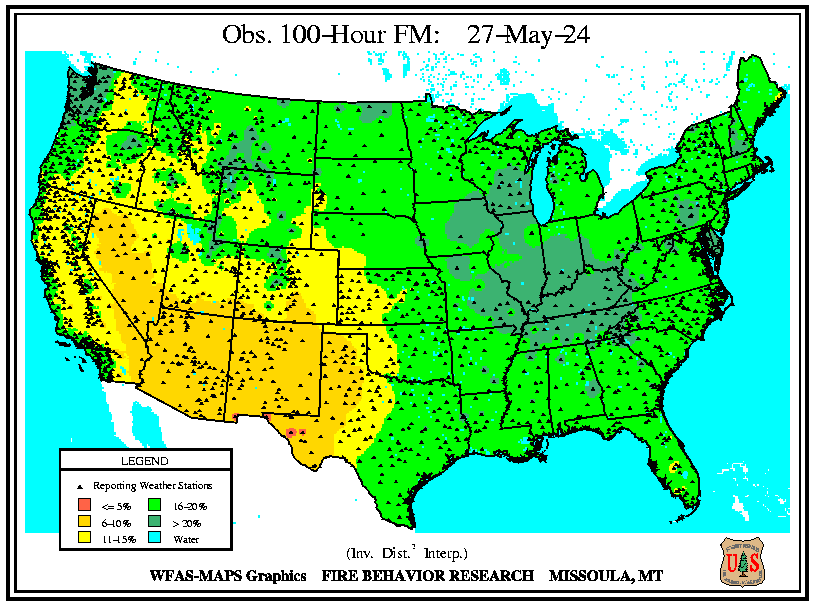 Obs. 100-Hour FM: 27-May-24
LEGEND
Reporting Weather Stations
<= 5% 16-20%
6-10% > 20%
11-15% Water
(Inv. Dist.² Interp.)
WFAS-MAPS Graphics FIRE BEHAVIOR RESEARCH MISSOULA, MT
U S